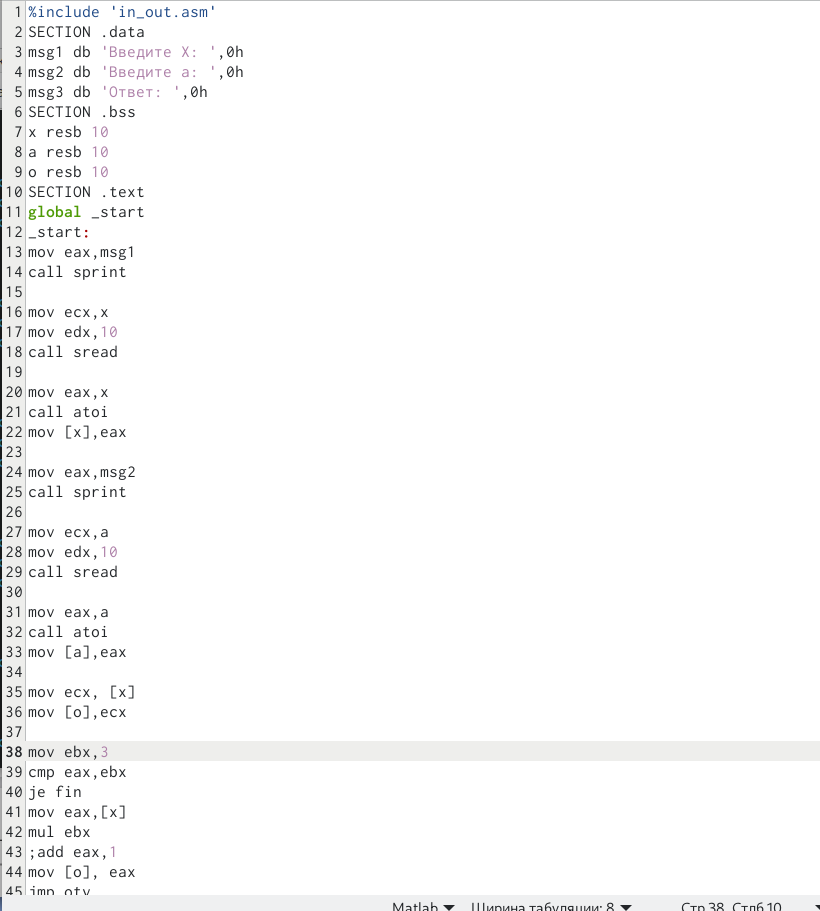 1 %include 'in_out.asm'
2 SECTION .data
3 msg1 db 'Введите X: ',0h
4 msg2 db 'Введите a: ',0h
5 msg3 db 'Ответ: ',0h
6 SECTION .bss
7 x resb 10
8 a resb 10
9 o resb 10
10 SECTION .text
11 global _start
12 _start:
13 mov eax,msg1
14 call sprint
15
16 mov ecx,x
17 mov edx,10
18 call sread
19
20 mov eax,x
21 call atoi
22 mov [x],eax
23
24 mov eax,msg2
25 call sprint
26
27 mov ecx,a
28 mov edx,10
29 call sread
30
31 mov eax,a
32 call atoi
33 mov [a],eax
34
35 mov ecx, [x]
36 mov [o],ecx
37
38 mov ebx,3
39 cmp eax,ebx
40 je fin
41 mov eax,[x]
42 mul ebx
43 ;add eax,1
44 mov [o], eax
45 jmp otv
Matlab Ширина табуляции: 8 Стр 38, Стлб 10